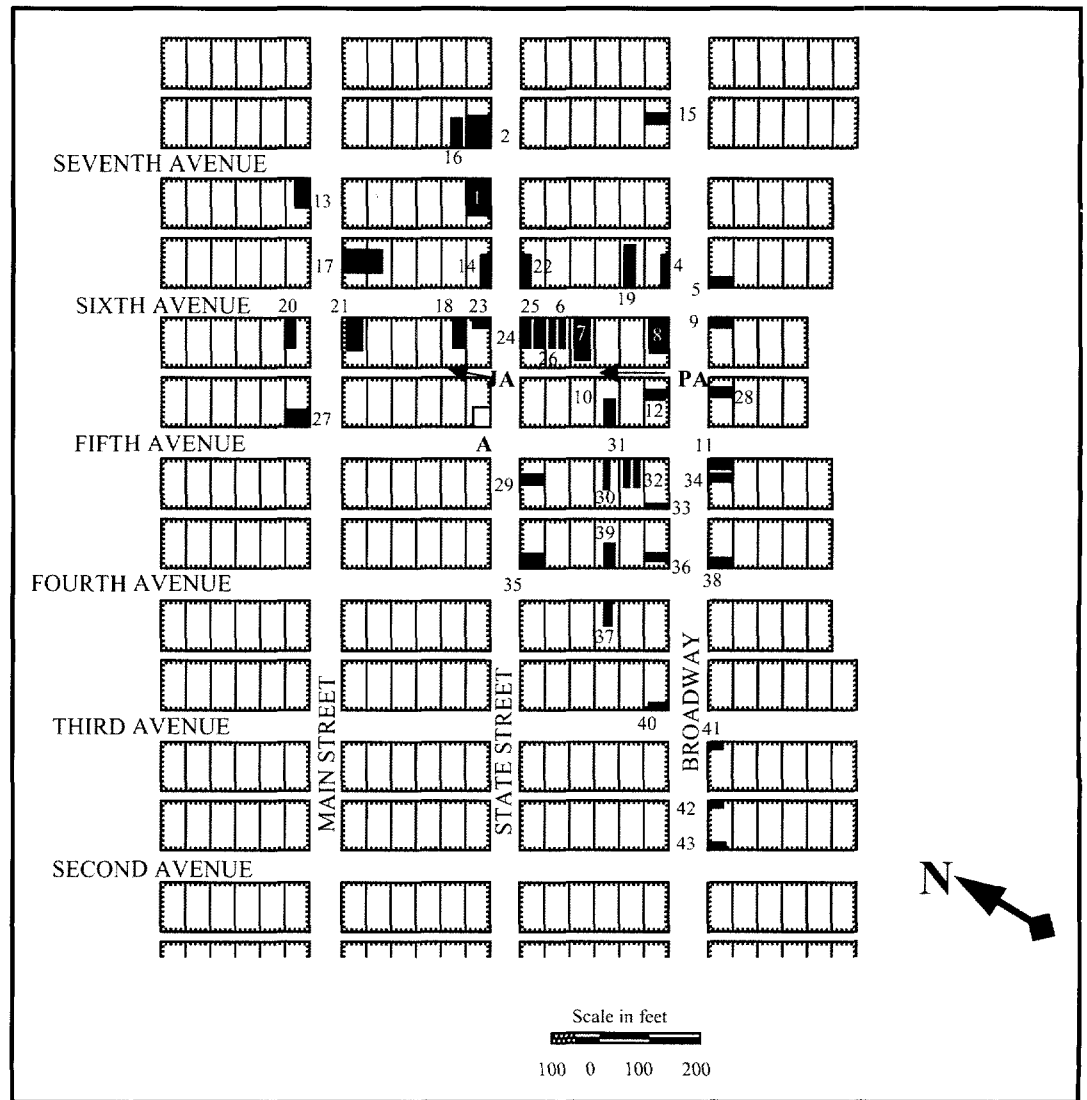 15
2
16
SEVENTH AVENUE
13
1
17
14
22
4
19
5
SIXTH AVENUE
20
21
18
23
25
6
24
7
8
9
26
JA
PA
10
12
28
27
A
FIFTH AVENUE
31
11
29
32
34
30
33
39
36
35
38
FOURTH AVENUE
37
MAIN STREET
STATE STREET
BROADWAY
40
THIRD AVENUE
41
42
43
SECOND AVENUE
N
Scale in feet
100 0 100 200